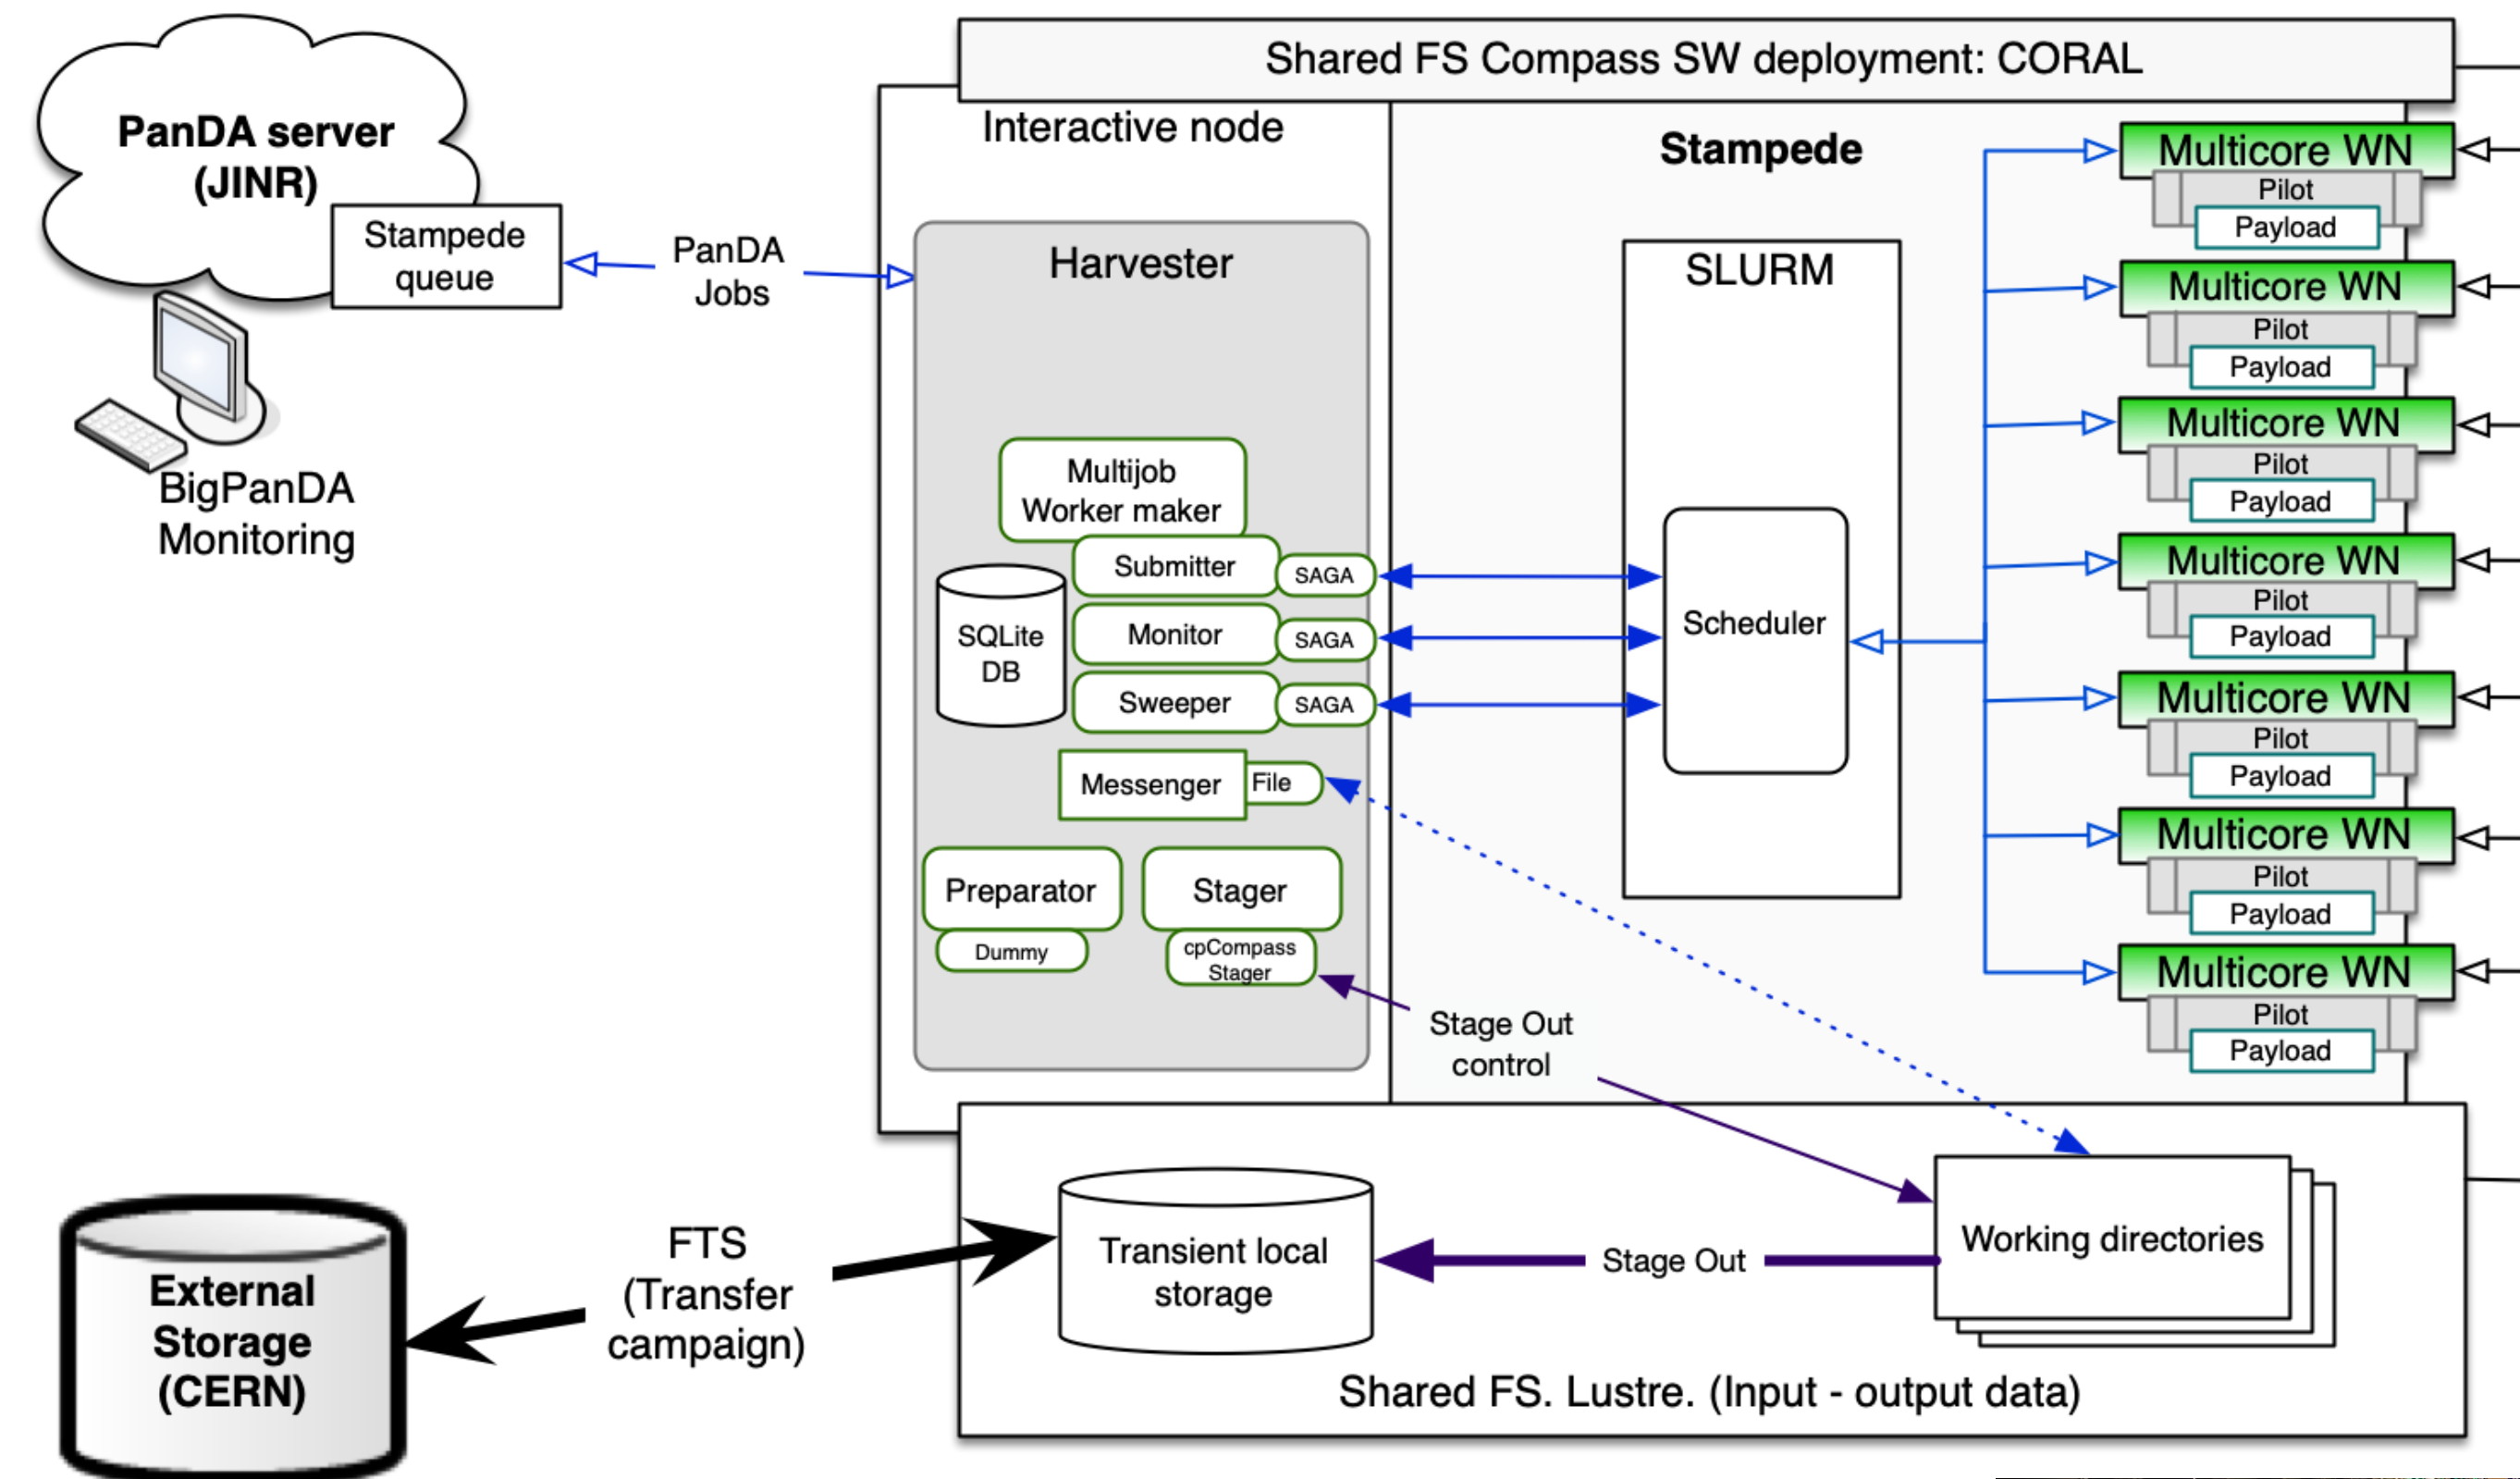 Shared FS Compass SW deployment: CORAL
PanDA server
(JINR)
Stampede
queue
PanDA
Jobs
BigPanDA
Monitoring
Interactive node
Harvester
Multijob
Worker maker
Submitter
SAGA
SQLite
DB
Monitor
SAGA
Sweeper
SAGA
Messenger
File
Preparator
Dummy
Stager
cpCompass
Stager
Stampede
SLURM
Scheduler
Multicore WN
Pilot
Payload
Multicore WN
Pilot
Payload
Multicore WN
Pilot
Payload
Multicore WN
Pilot
Payload
Multicore WN
Pilot
Payload
Multicore WN
Pilot
Payload
Multicore WN
Pilot
Payload
Stage Out
control
External
Storage
(CERN)
FTS
(Transfer
campaign)
Transient local
storage
Stage Out
Working directories
Shared FS. Lustre. (Input - output data)